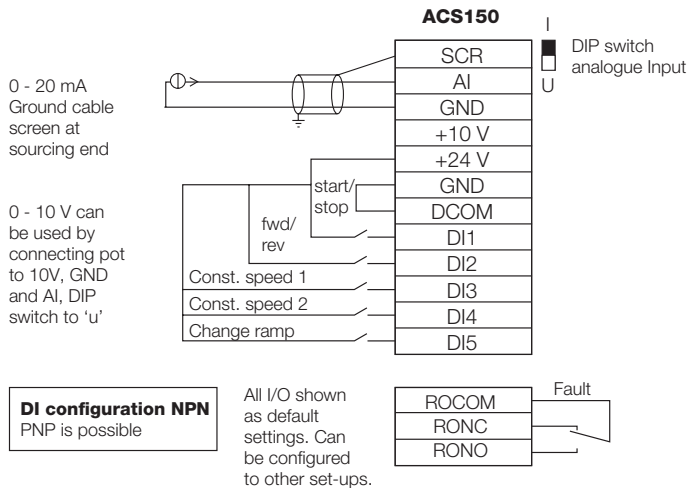 ACS150
I
DIP switch
analogue Input
U
SCR
AI
GND
+10 V
+24 V
GND
DCOM
DI1
DI2
DI3
DI4
DI5
0 - 20 mA
Ground cable
screen at
sourcing end
start/
stop
fwd/
rev
Const. speed 1
Const. speed 2
Change ramp
0 - 10 V can
be used by
connecting pot
to 10V, GND
and AI, DIP
switch to ‘u’
DI configuration NPN
PNP is possible
All I/O shown
as default
settings. Can
be configured
to other set-ups.
ROCOM
RONC
RONO
Fault